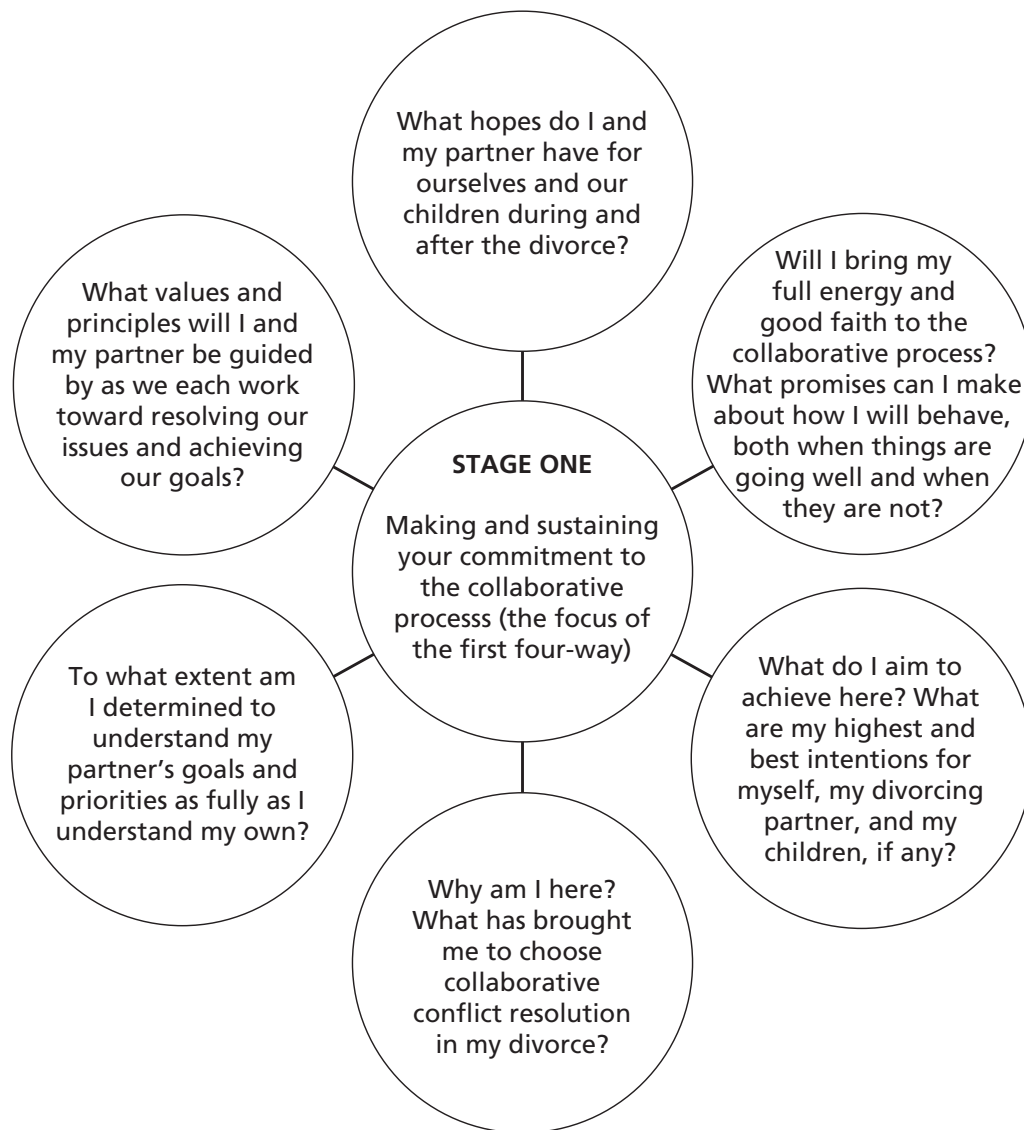 What hopes do I and
my partner have for
ourselves and our
children during and
after the divorce?
Will I bring my
full energy and
good faith to the
collaborative process?
What promises can I make
about how I will behave,
both when things are
going well and when
they are not?
What do I aim to
achieve here? What
are my highest and
best intentions for
myself, my divorcing
partner, and my
children, if any?
Why am I here?
What has brought
me to choose
collaborative
conflict resolution
in my divorce?
To what extent am
I determined to
understand my
partner’s goals and
priorities as fully as I
understand my own?
What values and
principles will I and
my partner be guided
by as we each work
toward resolving our
issues and achieving
our goals?
STAGE ONE
Making and sustaining
your commitment to
the collaborative
processs (the focus of
the first four-way)